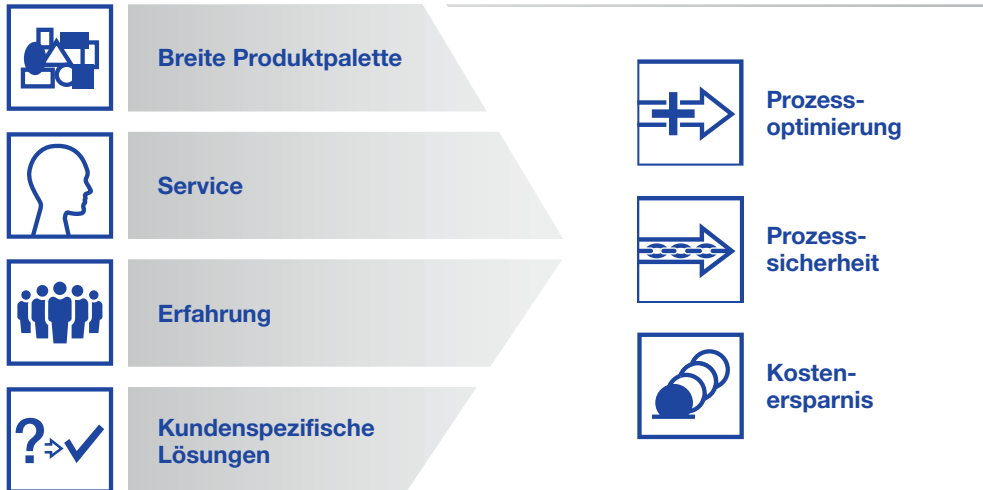 Breite Produktpalette
Service
Erfahrung
Kundenspezifische
Lösungen
Prozess-
optimierung
Prozess-
sicherheit
Kosten-
ersparnis